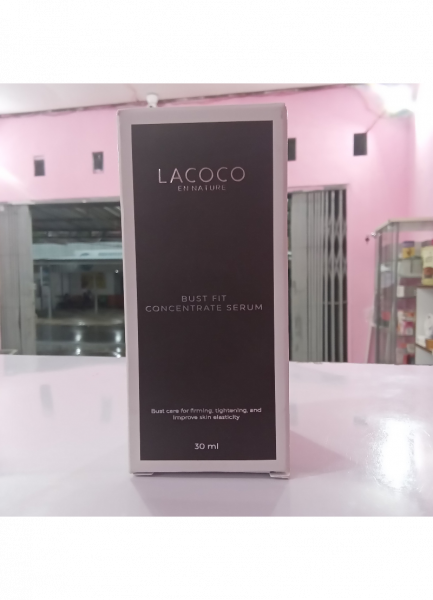 LACOCO
EN NATURE
BUST FIT
CONCENTRATE SERUM
Bust care for firming, tightening, and
improve skin elasticity
30 ml